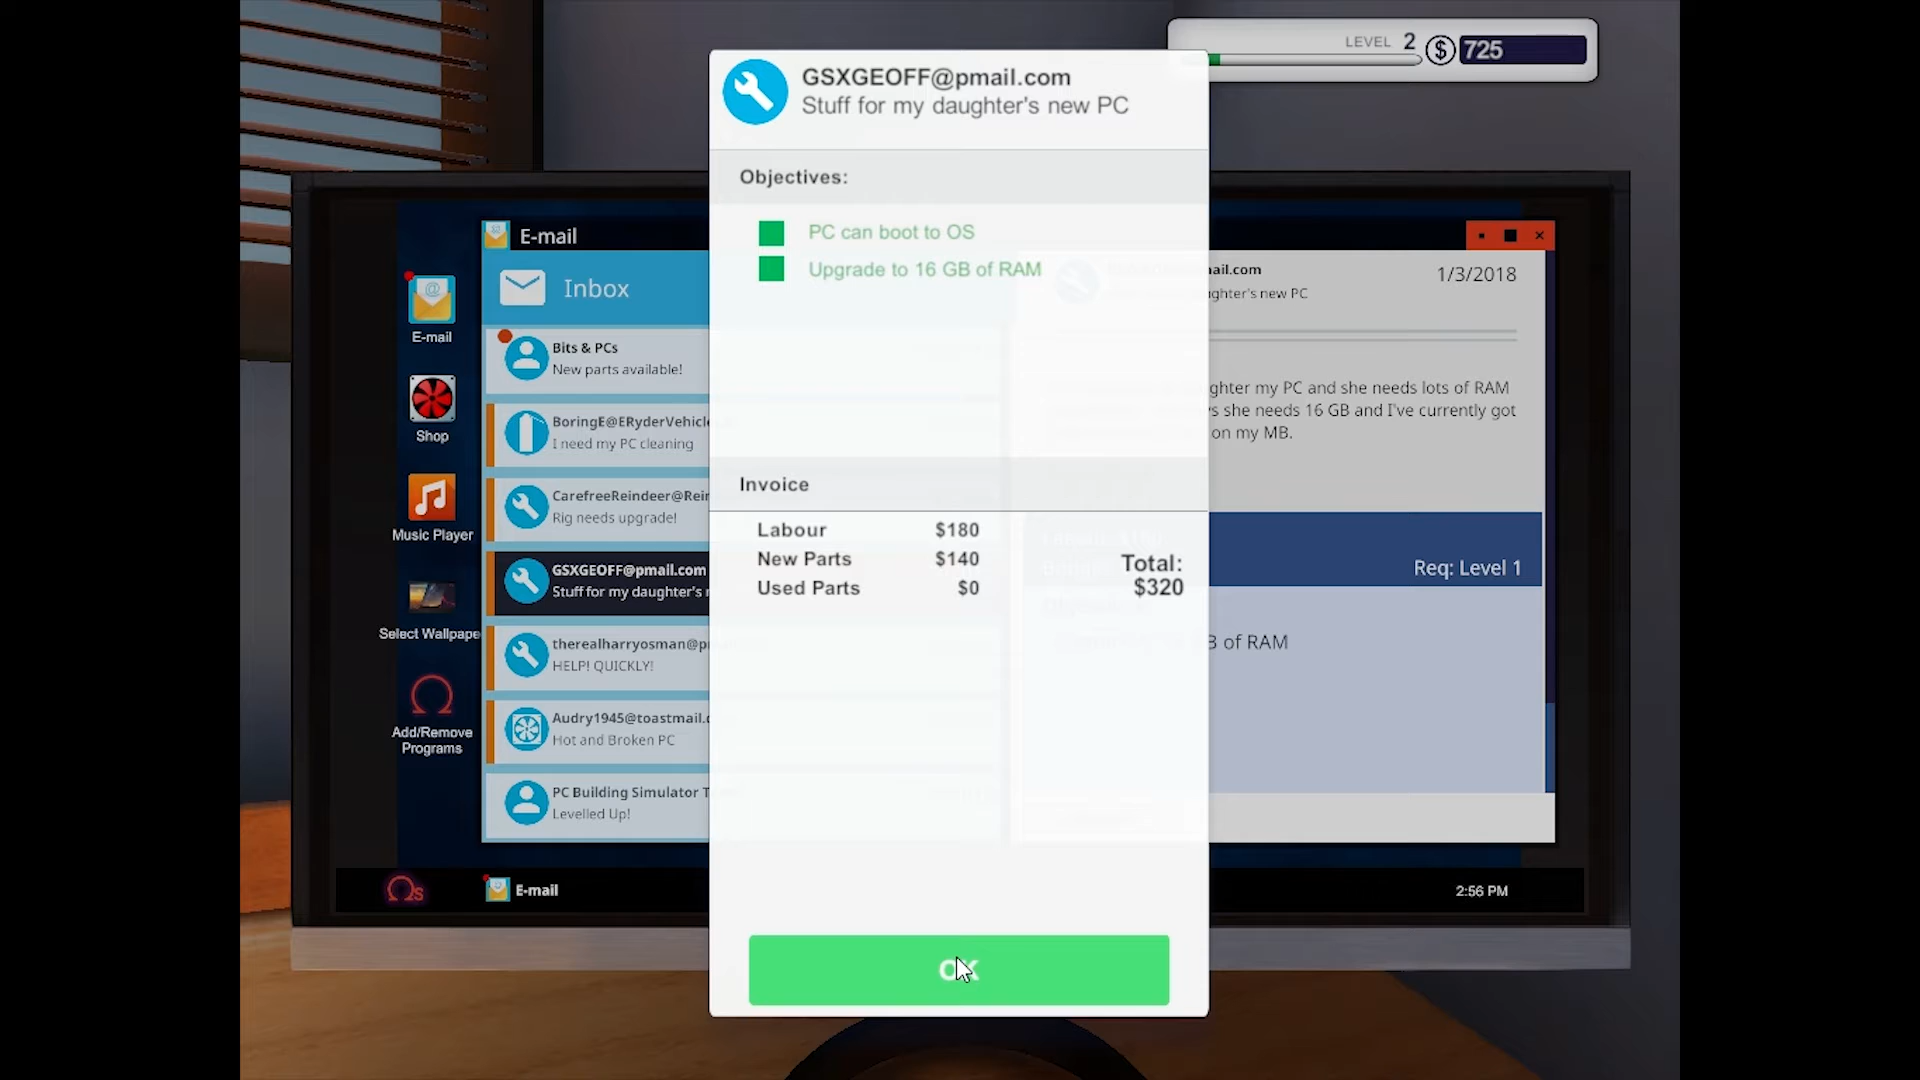 LEVEL 2
$ 725
GSXGEOFF@pmail.com
Stuff for my daughter's new PC
Objectives:
PC can boot to OS
Upgrade to 16 GB of RAM
Invoice
Labour $180
New Parts $140
Used Parts $0
Total:
$320
OK
E-mail
Inbox
Bits & PCs
New parts available!
BoringE@ERyderVehicl
I need my PC cleaning
CarefreeReindeer@Rei
Rig needs upgrade!
GSXGEOFF@pmail.com
Stuff for my daughter's
therealharryosman@p
HELP! QUICKLY!
Audry1945@toastmail.
Hot and Broken PC
PC Building Simulator T
Levelled Up!
E-mail
Shop
Music Player
Select Wallpape
Add/Remove
Programs
ail.com
1/3/2018
ghter's new PC
ghter my PC and she needs lots of RAM
s she needs 16 GB and I've currently got
on my MB.
Req: Level 1
B of RAM
Ωs
E-mail
2:56 PM